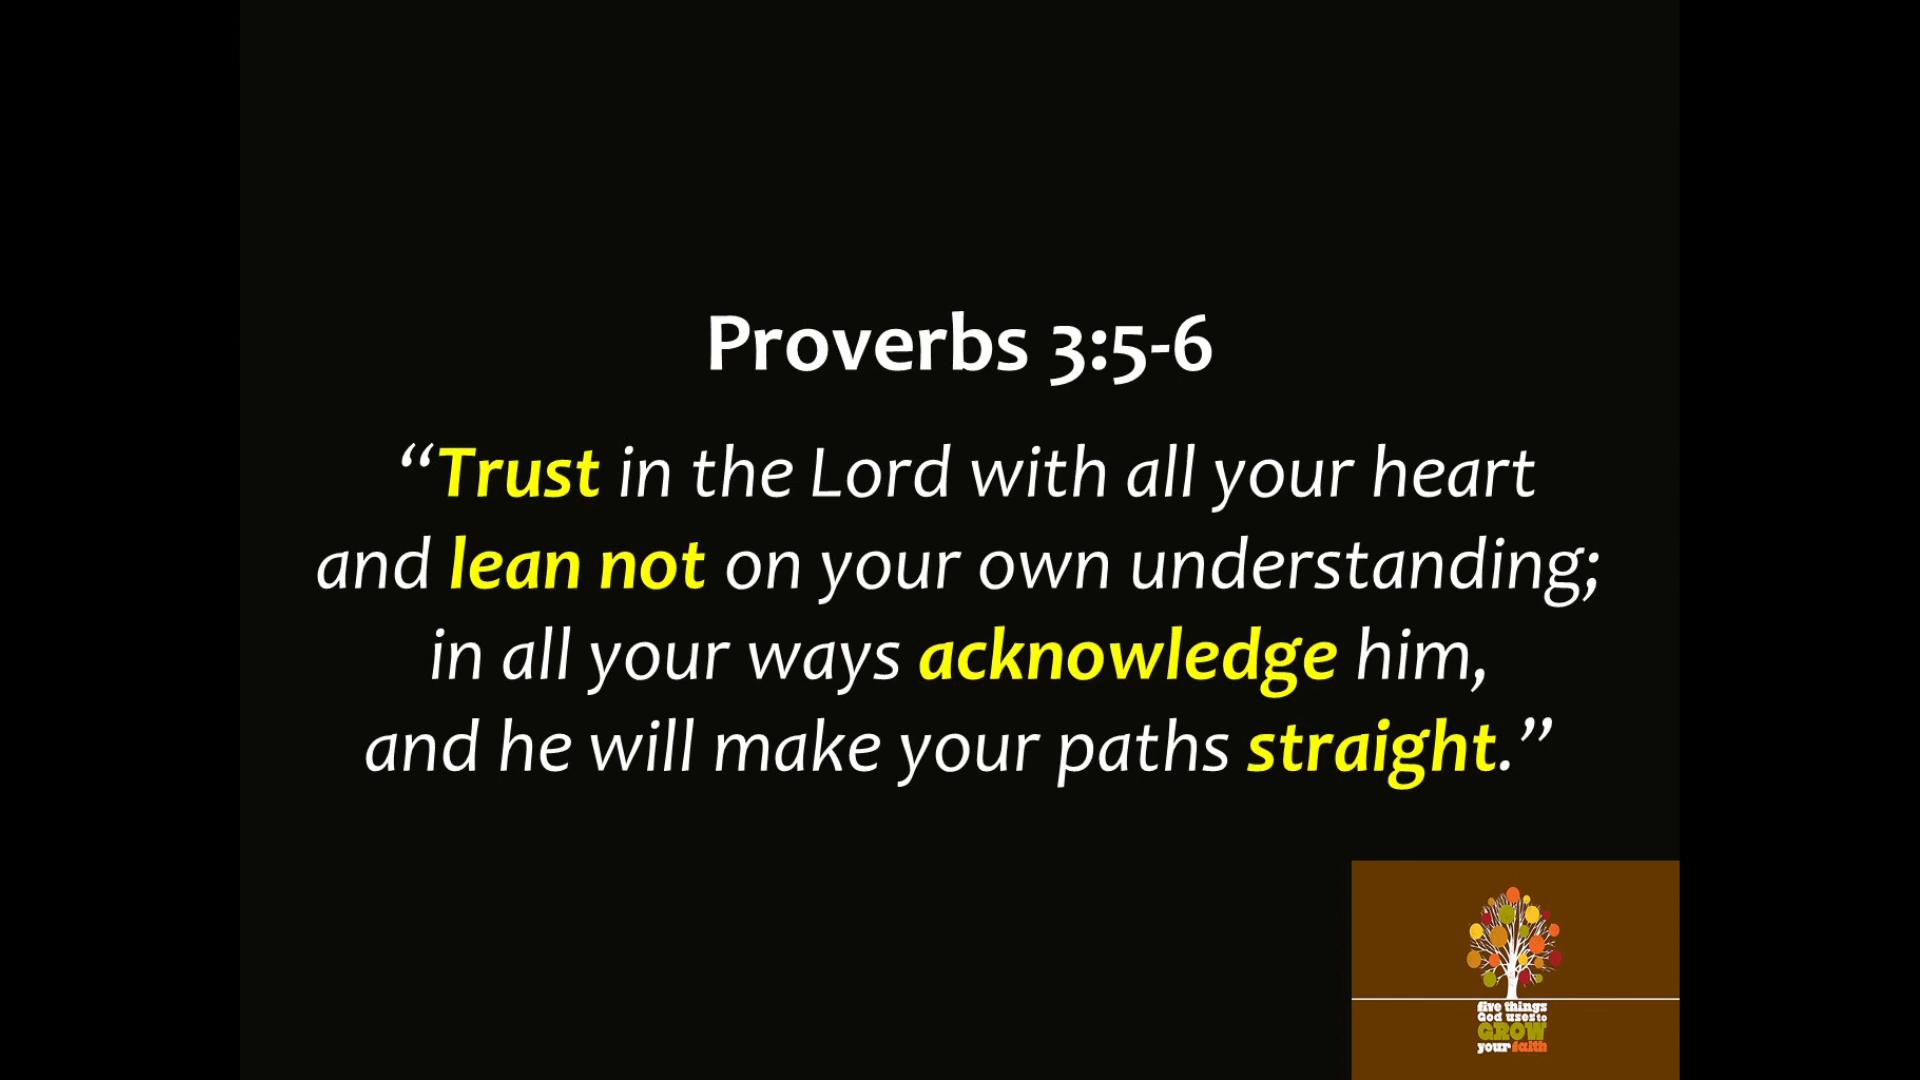 Proverbs 3:5-6
“Trust in the Lord with all your heart
and lean not on your own understanding;
in all your ways acknowledge him,
and he will make your paths straight.”
five things
God uses to
GROW
your faith